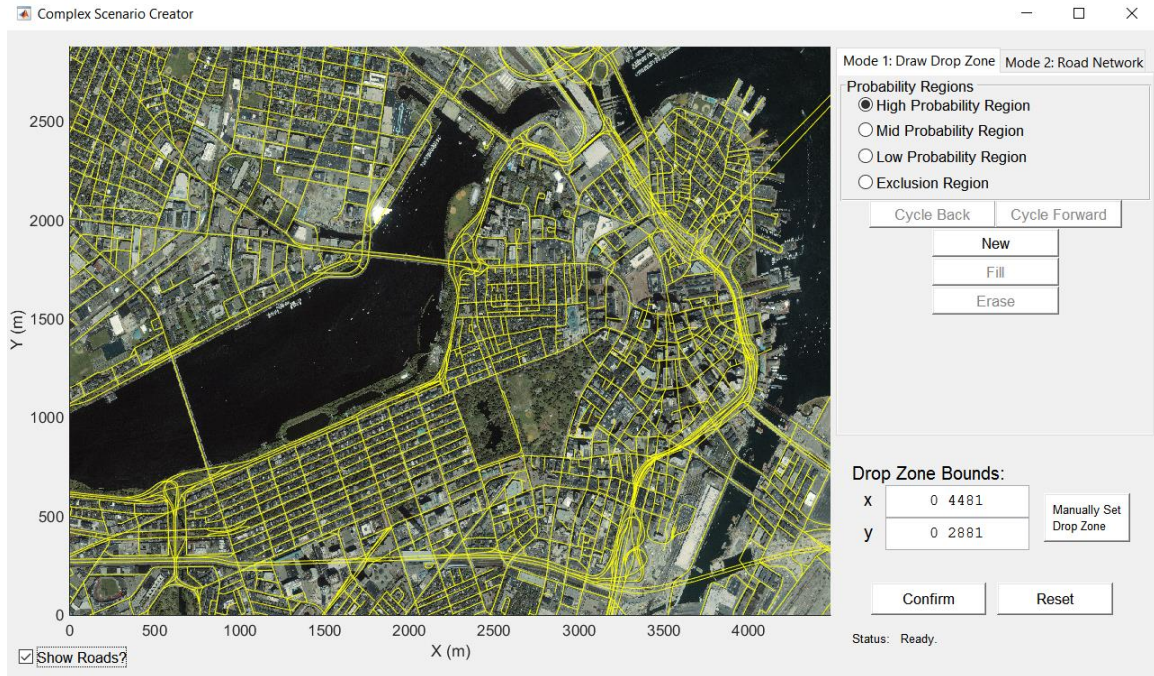 Complex Scenario Creator
Mode 1: Draw Drop Zone
Mode 2: Road Network
Probability Regions
High Probability Region
Mid Probability Region
Low Probability Region
Exclusion Region
Cycle Back
Cycle Forward
New
Fill
Erase
Drop Zone Bounds:
x 0 4481
y 0 2881
Manually Set
Drop Zone
Confirm
Reset
Status: Ready.
Y (m)
2500
2000
1500
1000
500
0
0 500 1000 1500 2000 2500 3000 3500 4000
X (m)
Show Roads?